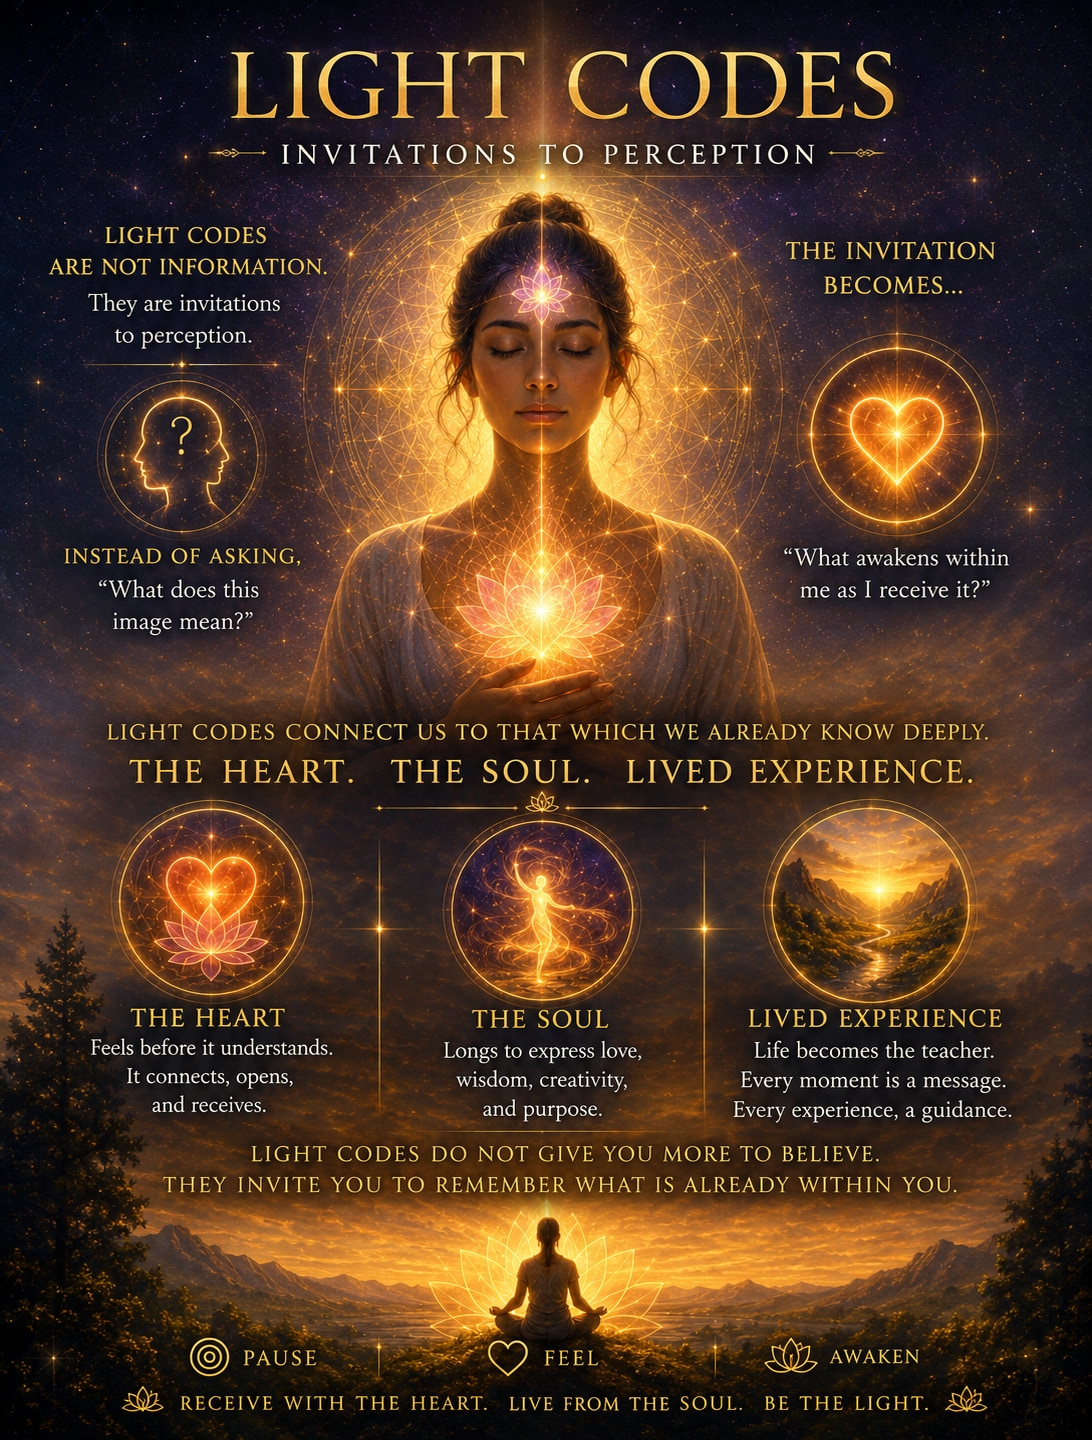 LIGHT CODES
INVITATIONS TO PERCEPTION
LIGHT CODES
ARE NOT INFORMATION.
They are invitations
to perception.
?
INSTEAD OF ASKING,
“What does this
image mean?”
THE INVITATION
BECOMES...
“What awakens within
me as I receive it?”
LIGHT CODES CONNECT US TO THAT WHICH WE ALREADY KNOW DEEPLY.
THE HEART. THE SOUL. LIVED EXPERIENCE.
THE HEART
Feels before it understands.
It connects, opens,
and receives.
THE SOUL
Longs to express love,
wisdom, creativity,
and purpose.
LIVED EXPERIENCE
Life becomes the teacher.
Every moment is a message.
Every experience, a guidance.
LIGHT CODES DO NOT GIVE YOU MORE TO BELIEVE.
THEY INVITE YOU TO REMEMBER WHAT IS ALREADY WITHIN YOU.
PAUSE FEEL AWAKEN
RECEIVE WITH THE HEART. LIVE FROM THE SOUL. BE THE LIGHT.